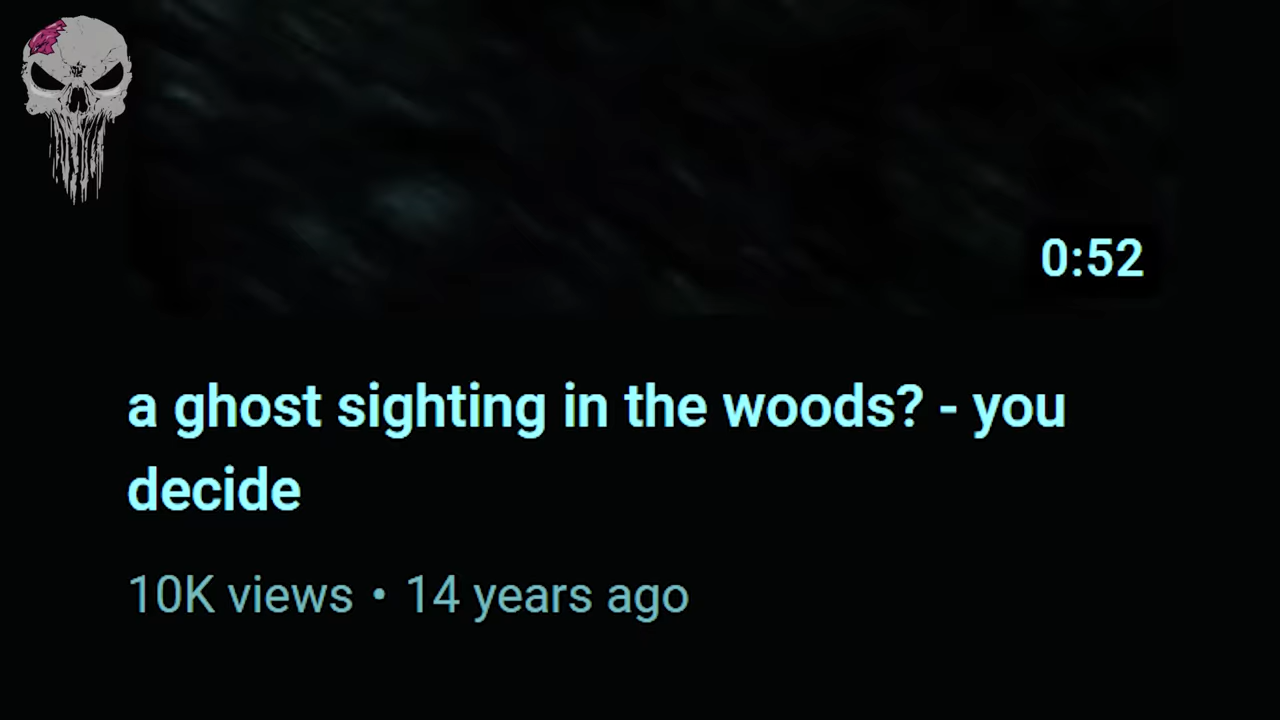 0:52
a ghost sighting in the woods? - you
decide
10K views • 14 years ago